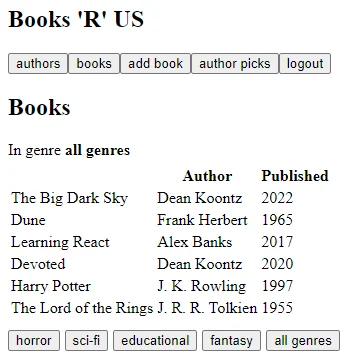 Books 'R' US
authors books add book author picks logout
Books
In genre all genres
Author Published
The Big Dark Sky Dean Koontz 2022
Dune Frank Herbert 1965
Learning React Alex Banks 2017
Devoted Dean Koontz 2020
Harry Potter J. K. Rowling 1997
The Lord of the Rings J. R. R. Tolkien 1955
horror sci-fi educational fantasy all genres